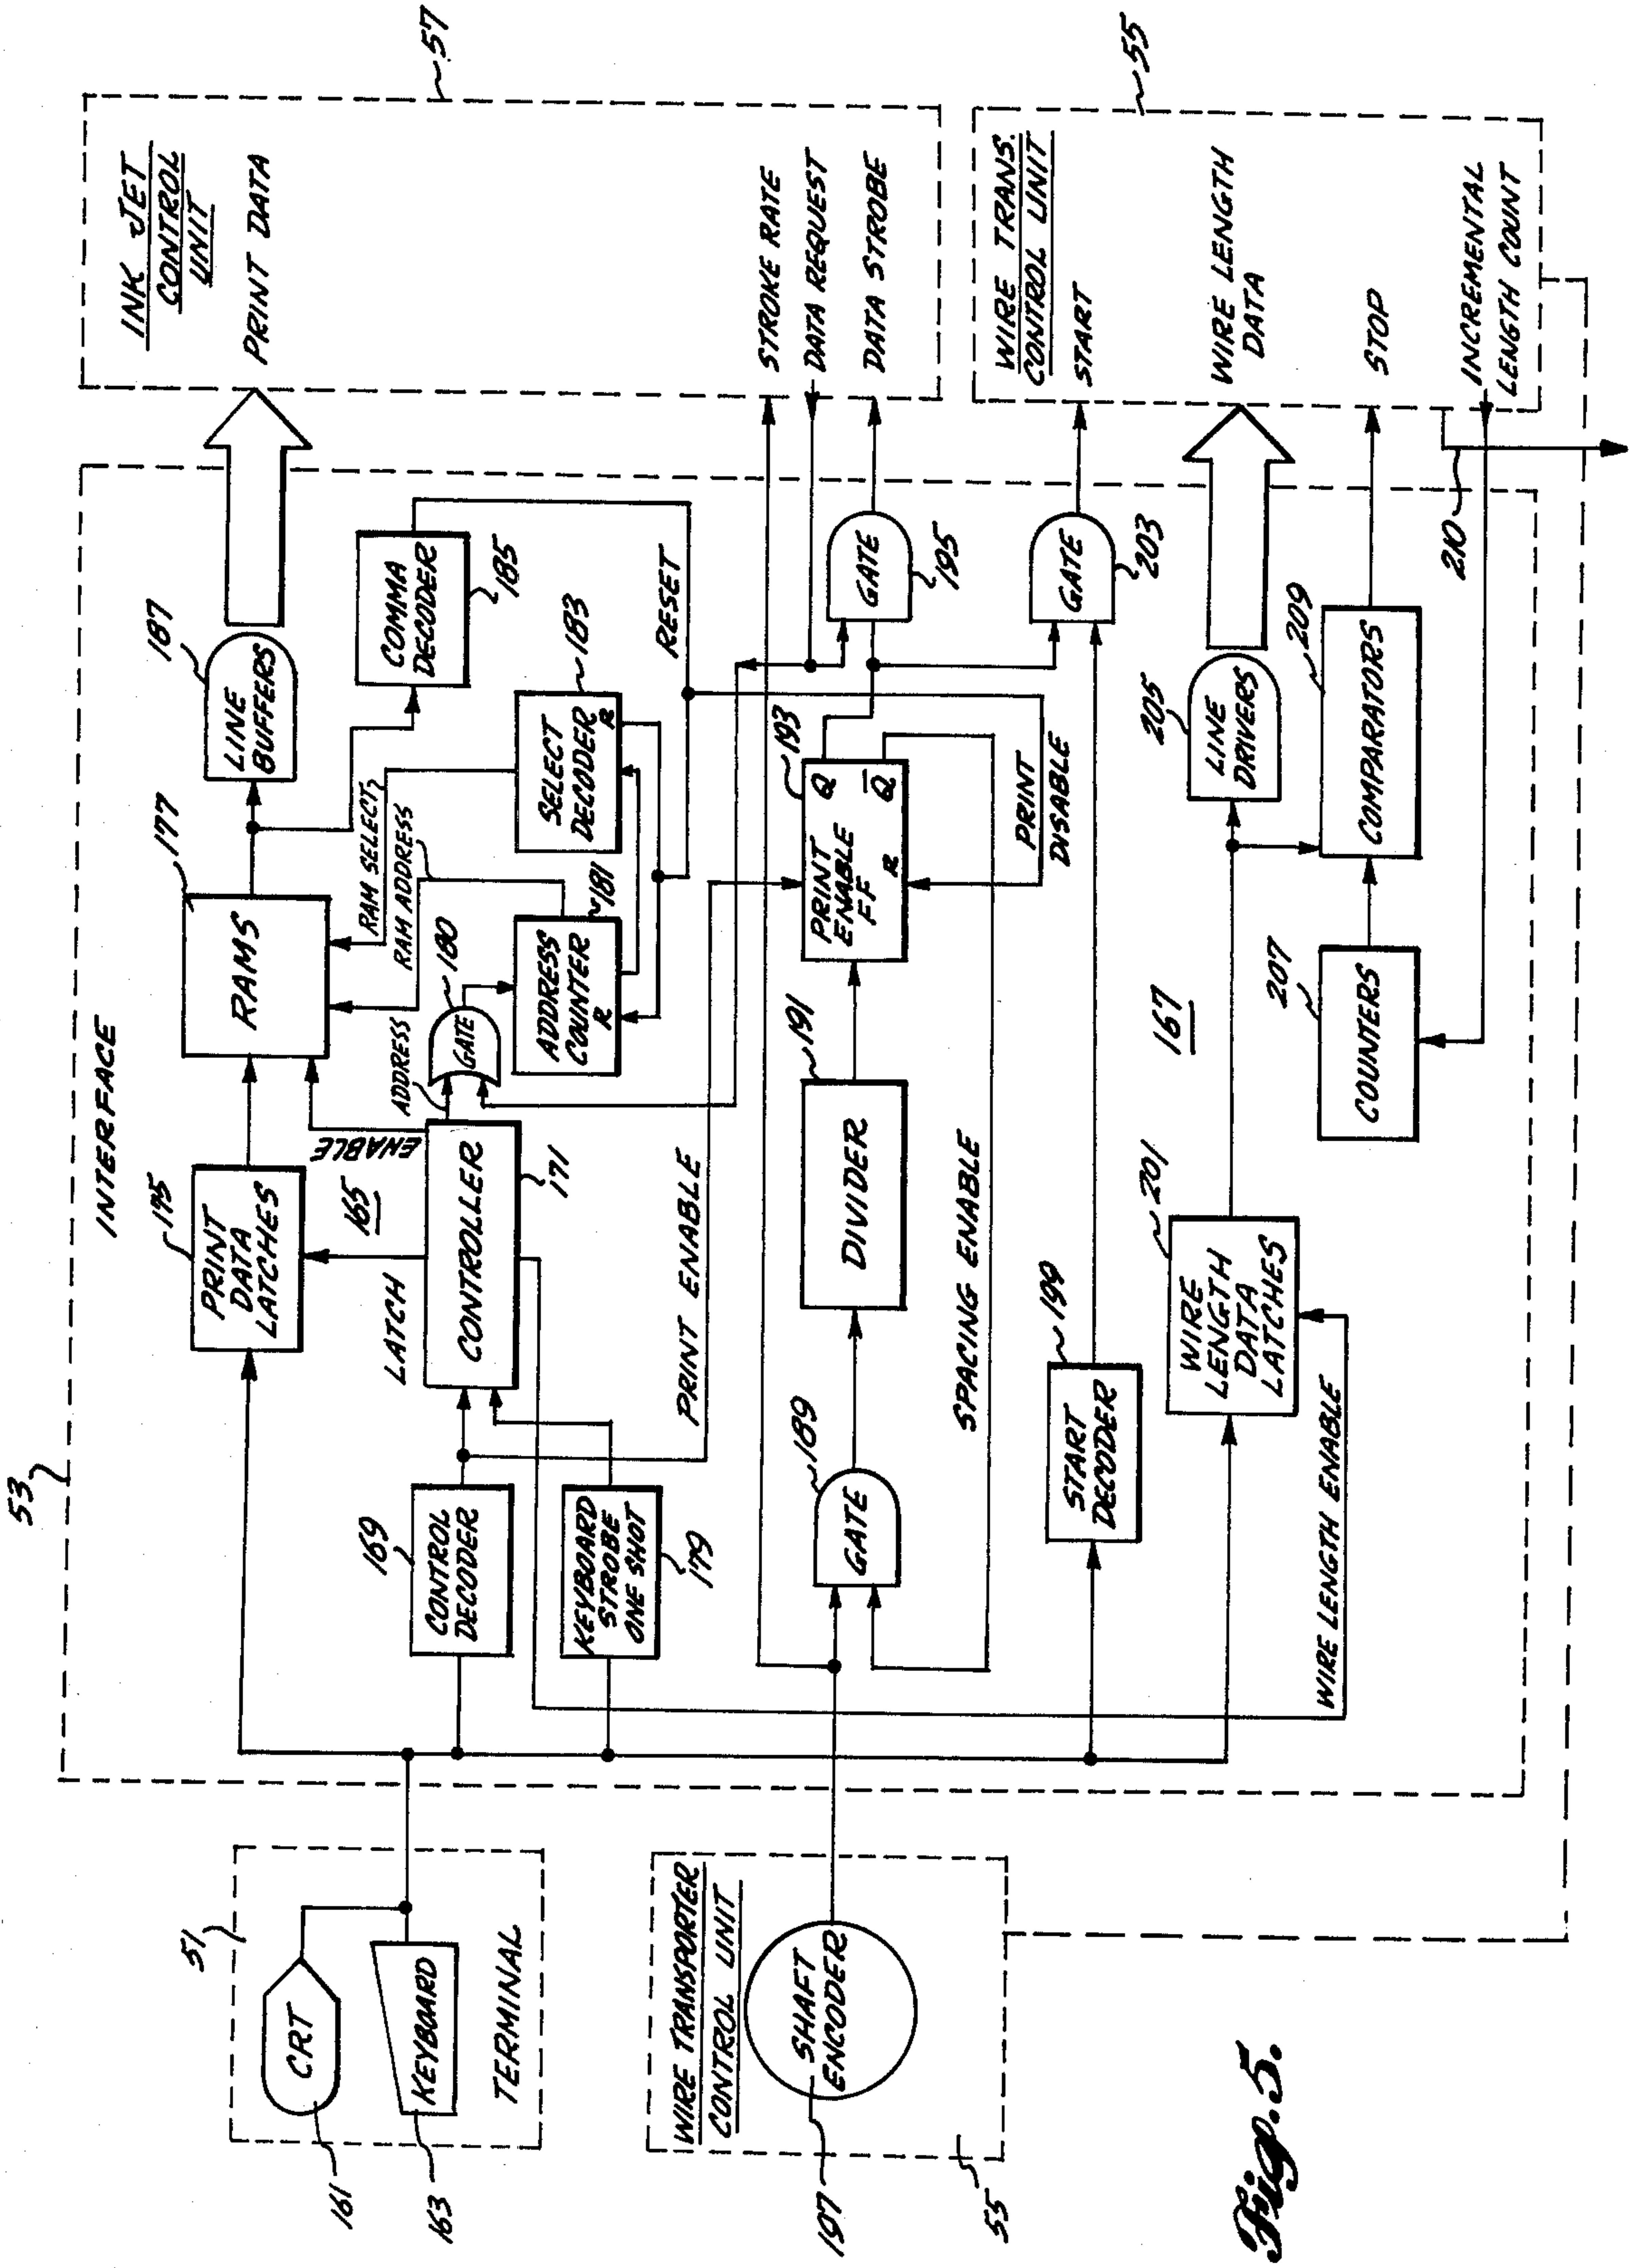 53
INTERFACE
57
INK JET
CONTROL
UNIT
PRINT DATA
STROKE RATE
DATA REQUEST
DATA STROBE
55
WIRE TRANS.
CONTROL UNIT
START
WIRE LENGTH
DATA
STOP
INCREMENTAL
LENGTH COUNT
210
51
CRT
161
KEYBOARD
163
TERMINAL
WIRE TRANSPORTER
CONTROL UNIT
SHAFT
ENCODER
197
55
175
PRINT
DATA
LATCHES
165
177
RAMS
187
LINE
BUFFERS
COMMA
DECODER
185
ENABLE
LATCH
CONTROLLER
171
169
CONTROL
DECODER
KEYBOARD
STROBE
ONE SHOT
179
ADDRESS
GATE
180
ADDRESS
COUNTER
R
181
RAM SELECT
RAM ADDRESS
SELECT
DECODER
R
183
RESET
PRINT ENABLE
189
GATE
DIVIDER
191
PRINT
ENABLE
FF
R
Q
Q̅
193
PRINT
DISABLE
GATE
195
SPACING ENABLE
199
START
DECODER
GATE
203
167
201
WIRE
LENGTH
DATA
LATCHES
WIRE LENGTH ENABLE
205
LINE
DRIVERS
207
COUNTERS
209
COMPARATORS
Fig. 5.